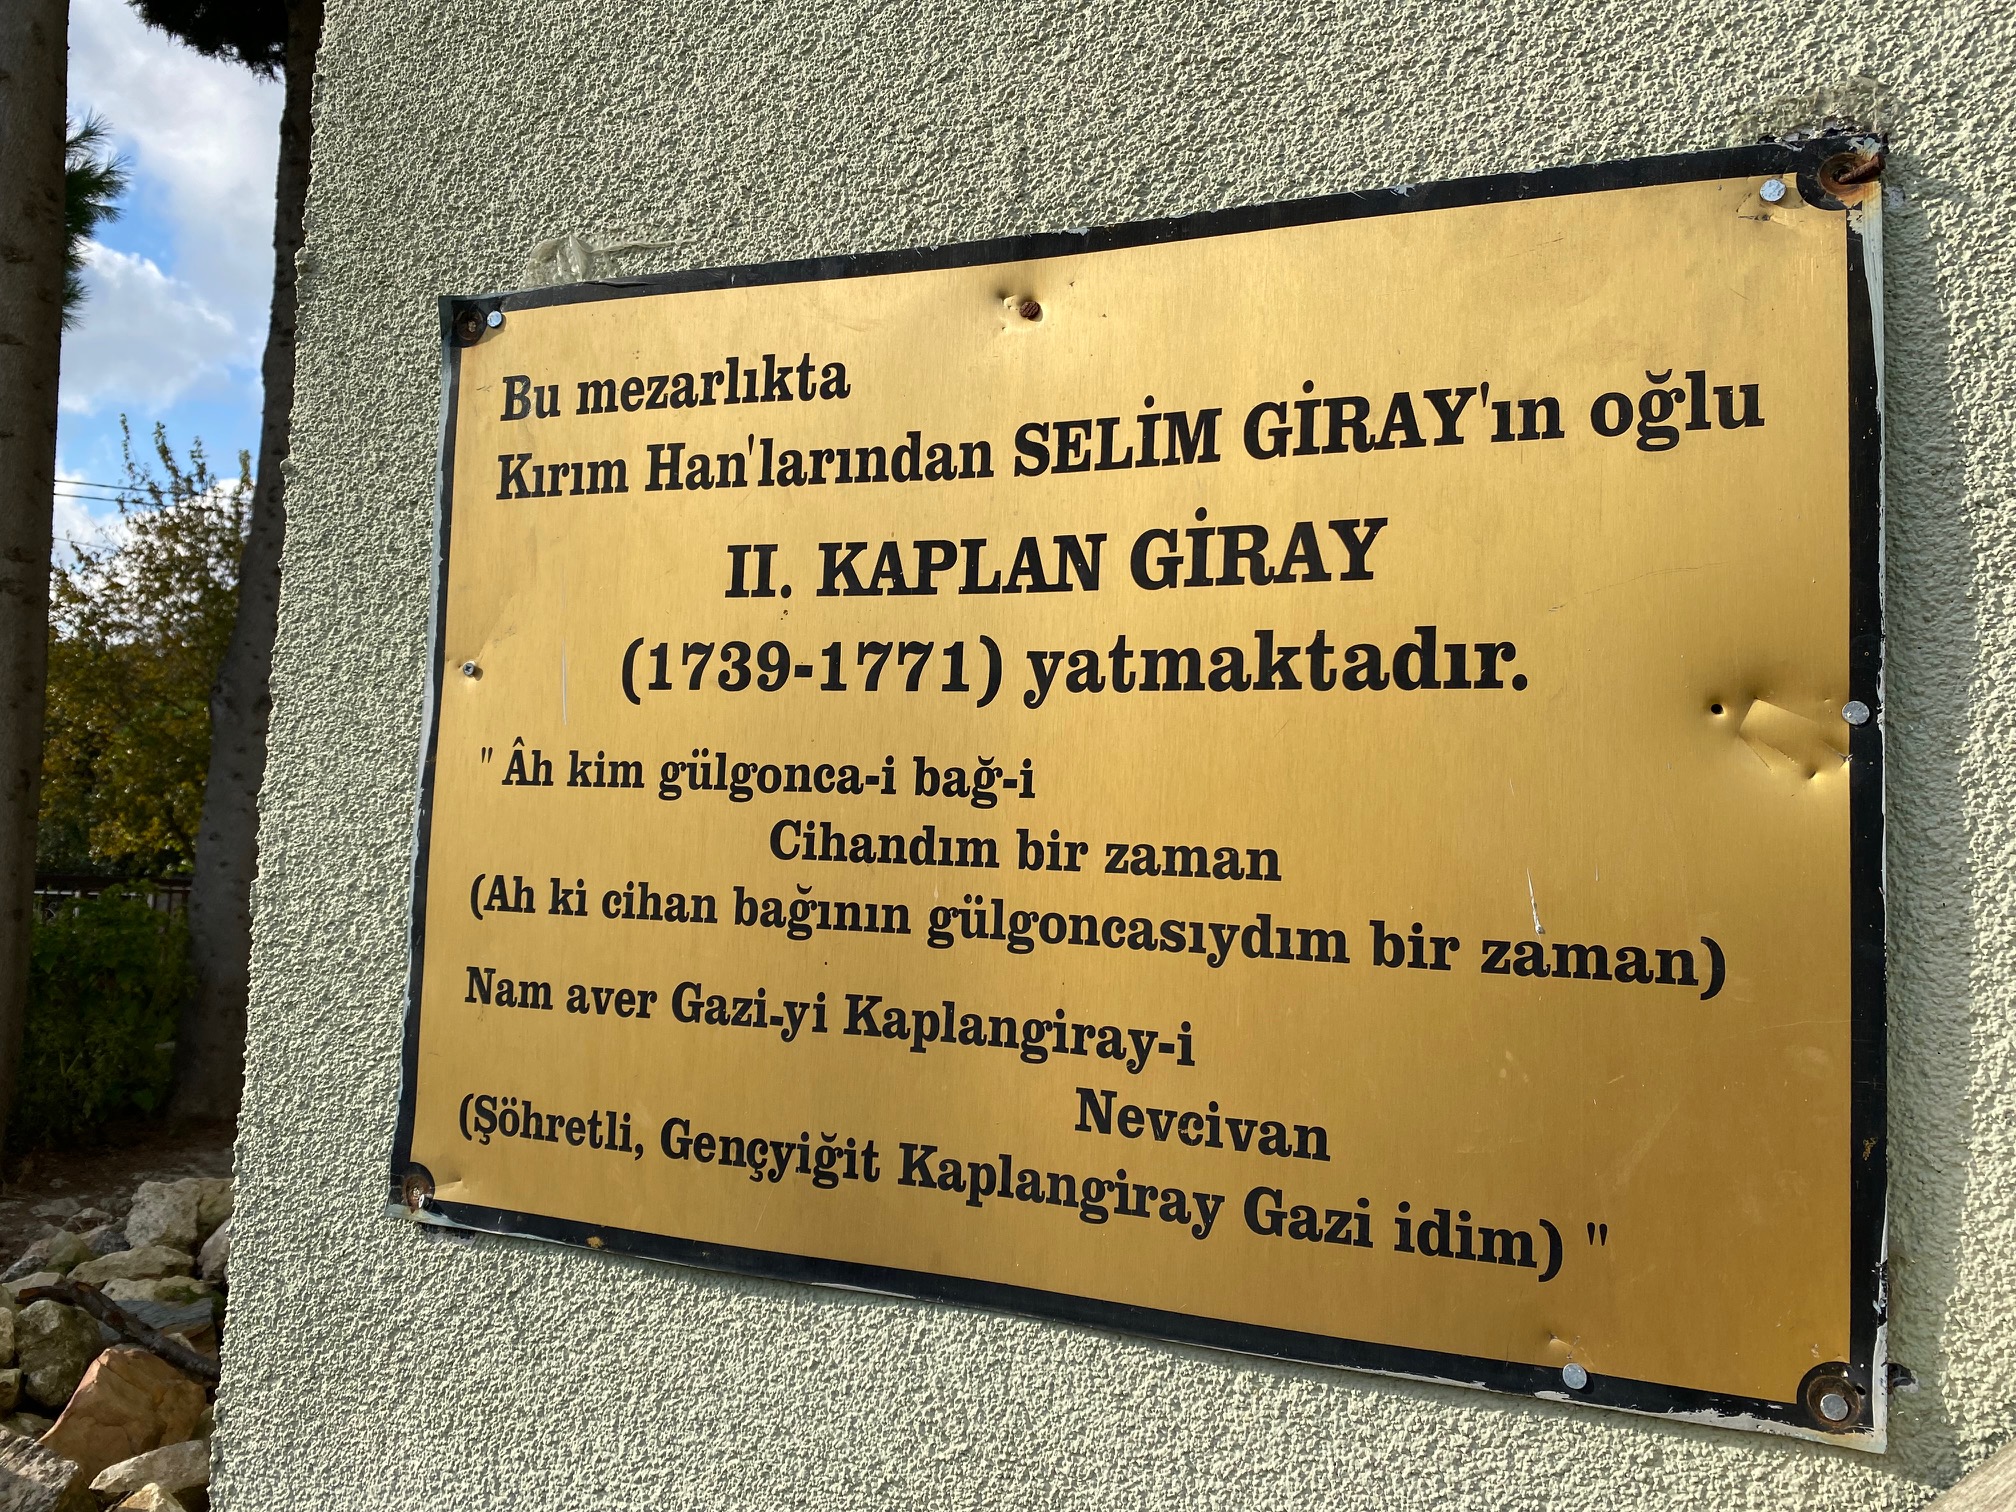 Bu mezarlıkta
Kırım Han'larından SELİM GİRAY'ın oğlu
II. KAPLAN GİRAY
(1739-1771) yatmaktadır.
" Âh kim gülgonca-i bağ-i
Cihandım bir zaman
(Ah ki cihan bağının gülgoncasıydım bir zaman)
Nam aver Gazi-yi Kaplangiray-i
Nevcivan
(Şöhretli, Gençyiğit Kaplangiray Gazi idim) "